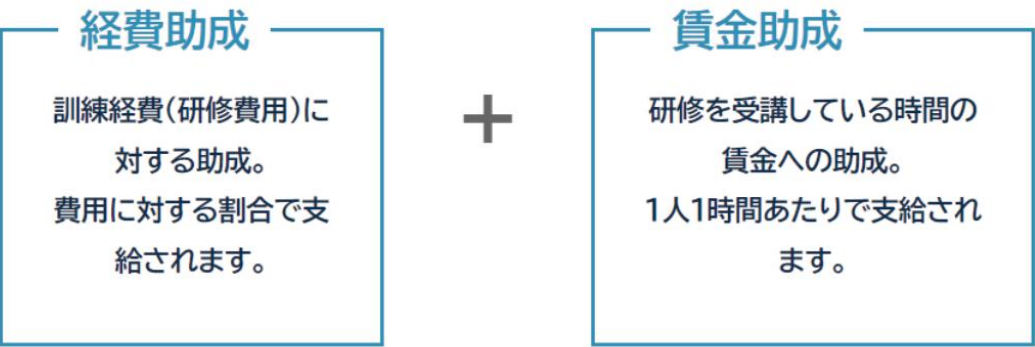 経費助成
訓練経費(研修費用)に
対する助成。
費用に対する割合で支
給されます。
+
賃金助成
研修を受講している時間の
賃金への助成。
1人1時間あたりで支給され
ます。